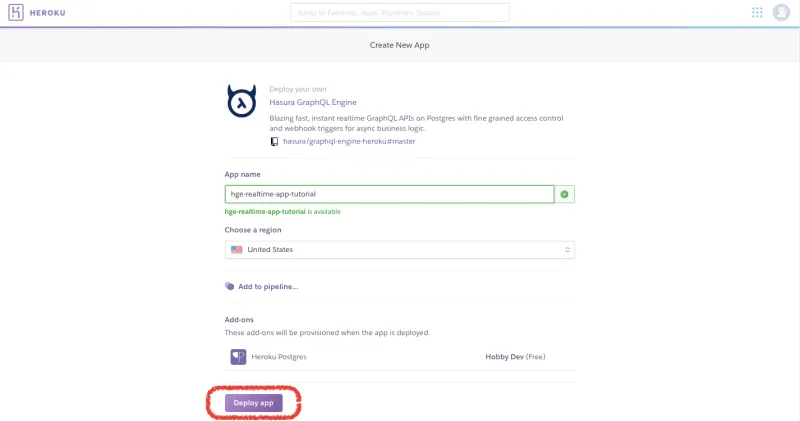 HEROKU
Jump to Favorites, Apps, Pipelines, Spaces...
Create New App
Deploy your own
Hasura GraphQL Engine
Blazing fast, instant realtime GraphQL APIs on Postgres with fine grained access control
and webhook triggers for async business logic.
hasura/graphql-engine-heroku#master
App name
hge-realtime-app-tutorial
hge-realtime-app-tutorial is available
Choose a region
United States
Add to pipeline...
Add-ons
These add-ons will be provisioned when the app is deployed.
Heroku Postgres
Hobby Dev (Free)
Deploy app